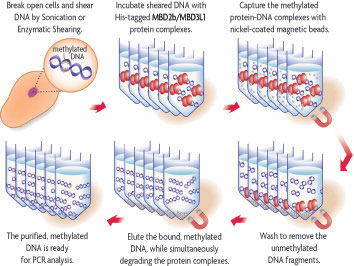 Break open cells and shear
DNA by Sonication or
Enzymatic Shearing.
methylated
DNA
Incubate sheared DNA with
His-tagged MBD2b/MBD3L1
protein complexes.
Capture the methylated
protein-DNA complexes with
nickel-coated magnetic beads.
Wash to remove the
unmethylated
DNA fragments.
Elute the bound, methylated
DNA, while simultaneously
degrading the protein complexes.
The purified, methylated
DNA is ready
for PCR analysis.